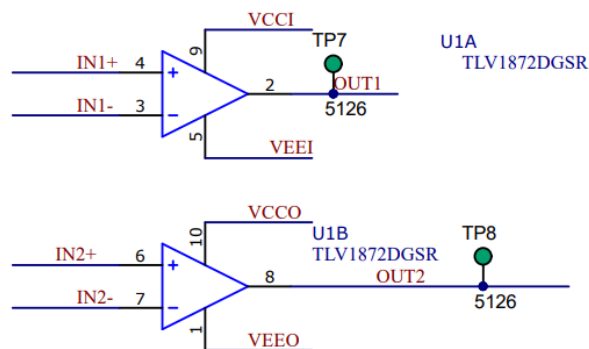 VCCI
TP7
U1A
TLV1872DGSR
IN1+ 4 + 9
2 OUT1
IN1- 3 −
5126
5
VEEI
VCCO
10
U1B
TP8
TLV1872DGSR
IN2+ 6 +
8 OUT2
IN2- 7 −
5126
1
VEEO